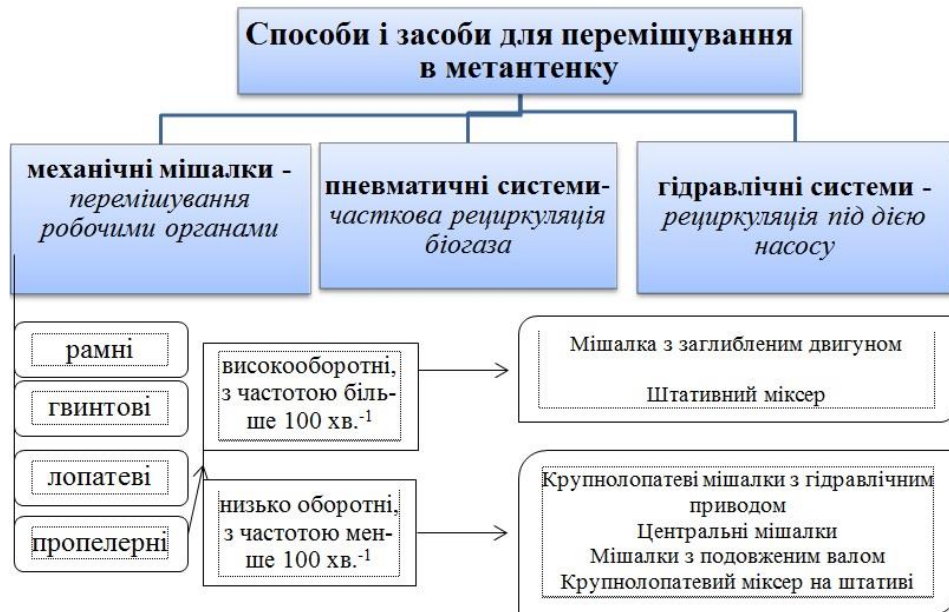 Способи і засоби для перемішування
в метантенку
механічні мішалки -
перемішування
робочими органами
пневматичні системи-
часткова рециркуляція
біогаза
гідравлічні системи -
рециркуляція під дією
насосу
рамні
гвинтові
лопатеві
пропелерні
високооборотні,
з частотою біль-
ше 100 хв.⁻¹
низько оборотні,
з частотою мен-
ше 100 хв.⁻¹
Мішалка з заглибленим двигуном
Штативний міксер
Крупнолопатеві мішалки з гідравлічним
приводом
Центральні мішалки
Мішалки з подовженим валом
Крупнолопатевий міксер на штативі